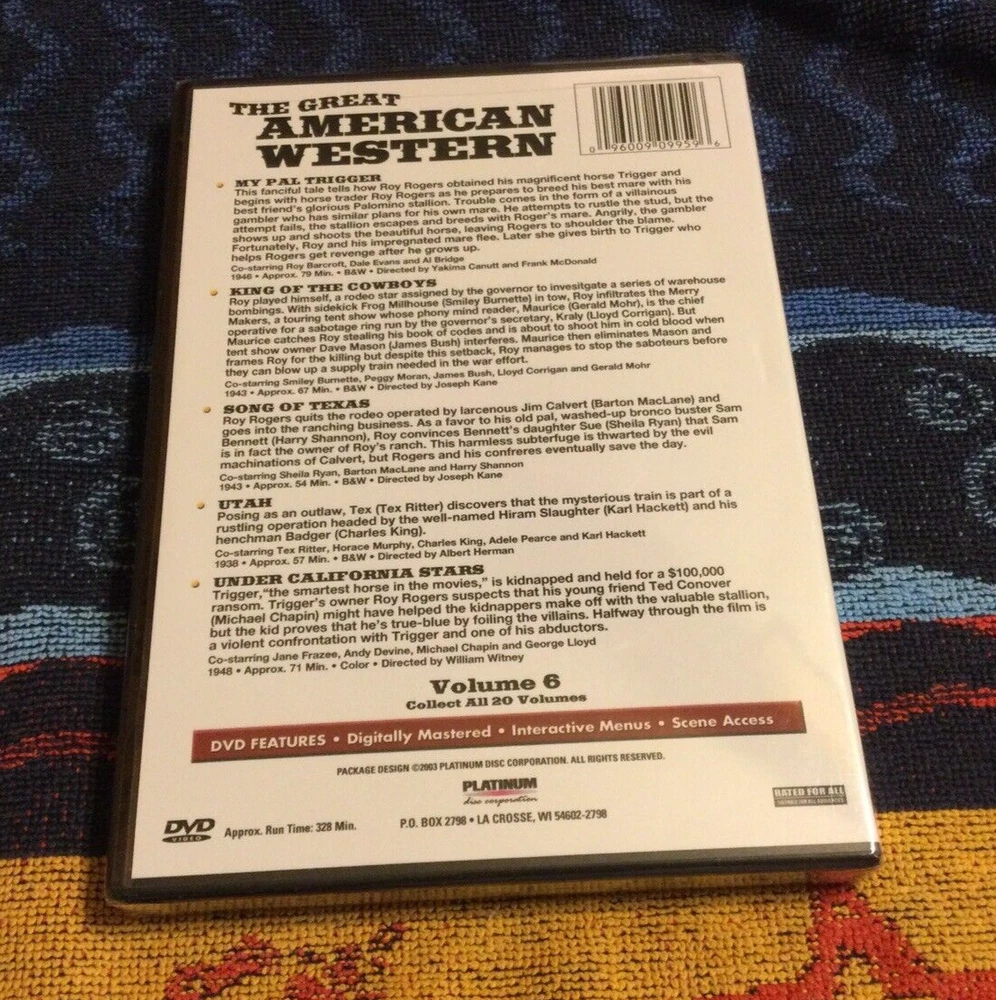 THE GREAT
AMERICAN
WESTERN
0 96009 09959 6
• MY PAL TRIGGER
This fanciful tale tells how Roy Rogers obtained his magnificent horse Trigger and
begins with horse trader Roy Rogers as he prepares to breed his best mare with his
best friend's glorious Palomino stallion. Trouble comes in the form of a villainous
gambler who has similar plans for his own mare. He attempts to rustle the stud, but the
attempt fails, the stallion escapes and breeds with Roger's mare. Angrily, the gambler
shows up and shoots the beautiful horse, leaving Rogers to shoulder the blame.
Fortunately, Roy and his impregnated mare flee. Later she gives birth to Trigger who
helps Rogers get revenge after he grows up.
Co-starring Roy Barcroft, Dale Evans and Al Bridge
1946 • Approx. 79 Min. • B&W • Directed by Yakima Canutt and Frank McDonald
• KING OF THE COWBOYS
Roy played himself, a rodeo star assigned by the governor to invesitgate a series of warehouse
bombings. With sidekick Frog Millhouse (Smiley Burnette) in tow, Roy infiltrates the Merry
Makers, a touring tent show whose phony mind reader, Maurice (Gerald Mohr), is the chief
operative for a sabotage ring run by the governor's secretary, Kraly (Lloyd Corrigan). But
Maurice catches Roy stealing his book of codes and is about to shoot him in cold blood when
tent show owner Dave Mason (James Bush) interferes. Maurice then eliminates Mason and
frames Roy for the killing but despite this setback, Roy manages to stop the saboteurs before
they can blow up a supply train needed in the war effort.
Co-starring Smiley Burnette, Peggy Moran, James Bush, Lloyd Corrigan and Gerald Mohr
1943 • Approx. 67 Min. • B&W • Directed by Joseph Kane
• SONG OF TEXAS
Roy Rogers quits the rodeo operated by larcenous Jim Calvert (Barton MacLane) and
goes into the ranching business. As a favor to his old pal, washed-up bronco buster Sam
Bennett (Harry Shannon), Roy convinces Bennett's daughter Sue (Sheila Ryan) that Sam
is in fact the owner of Roy's ranch. This harmless subterfuge is thwarted by the evil
machinations of Calvert, but Rogers and his confreres eventually save the day.
Co-starring Sheila Ryan, Barton MacLane and Harry Shannon
1943 • Approx. 54 Min. • B&W • Directed by Joseph Kane
• UTAH
Posing as an outlaw, Tex (Tex Ritter) discovers that the mysterious train is part of a
rustling operation headed by the well-named Hiram Slaughter (Karl Hackett) and his
henchman Badger (Charles King).
Co-starring Tex Ritter, Horace Murphy, Charles King, Adele Pearce and Karl Hackett
1938 • Approx. 57 Min. • B&W • Directed by Albert Herman
• UNDER CALIFORNIA STARS
Trigger,"the smartest horse in the movies," is kidnapped and held for a $100,000
ransom. Trigger's owner Roy Rogers suspects that his young friend Ted Conover
(Michael Chapin) might have helped the kidnappers make off with the valuable stallion,
but the kid proves that he's true-blue by foiling the villains. Halfway through the film is
a violent confrontation with Trigger and one of his abductors.
Co-starring Jane Frazee, Andy Devine, Michael Chapin and George Lloyd
1948 • Approx. 71 Min. • Color • Directed by William Witney
Volume 6
Collect All 20 Volumes
DVD FEATURES • Digitally Mastered • Interactive Menus • Scene Access
PACKAGE DESIGN ©2003 PLATINUM DISC CORPORATION. ALL RIGHTS RESERVED.
PLATINUM
disc corporation
RATED FOR ALL
SUITABLE FOR ALL AUDIENCES
DVD
VIDEO
Approx. Run Time: 328 Min.
P.O. BOX 2798 • LA CROSSE, WI 54602-2798